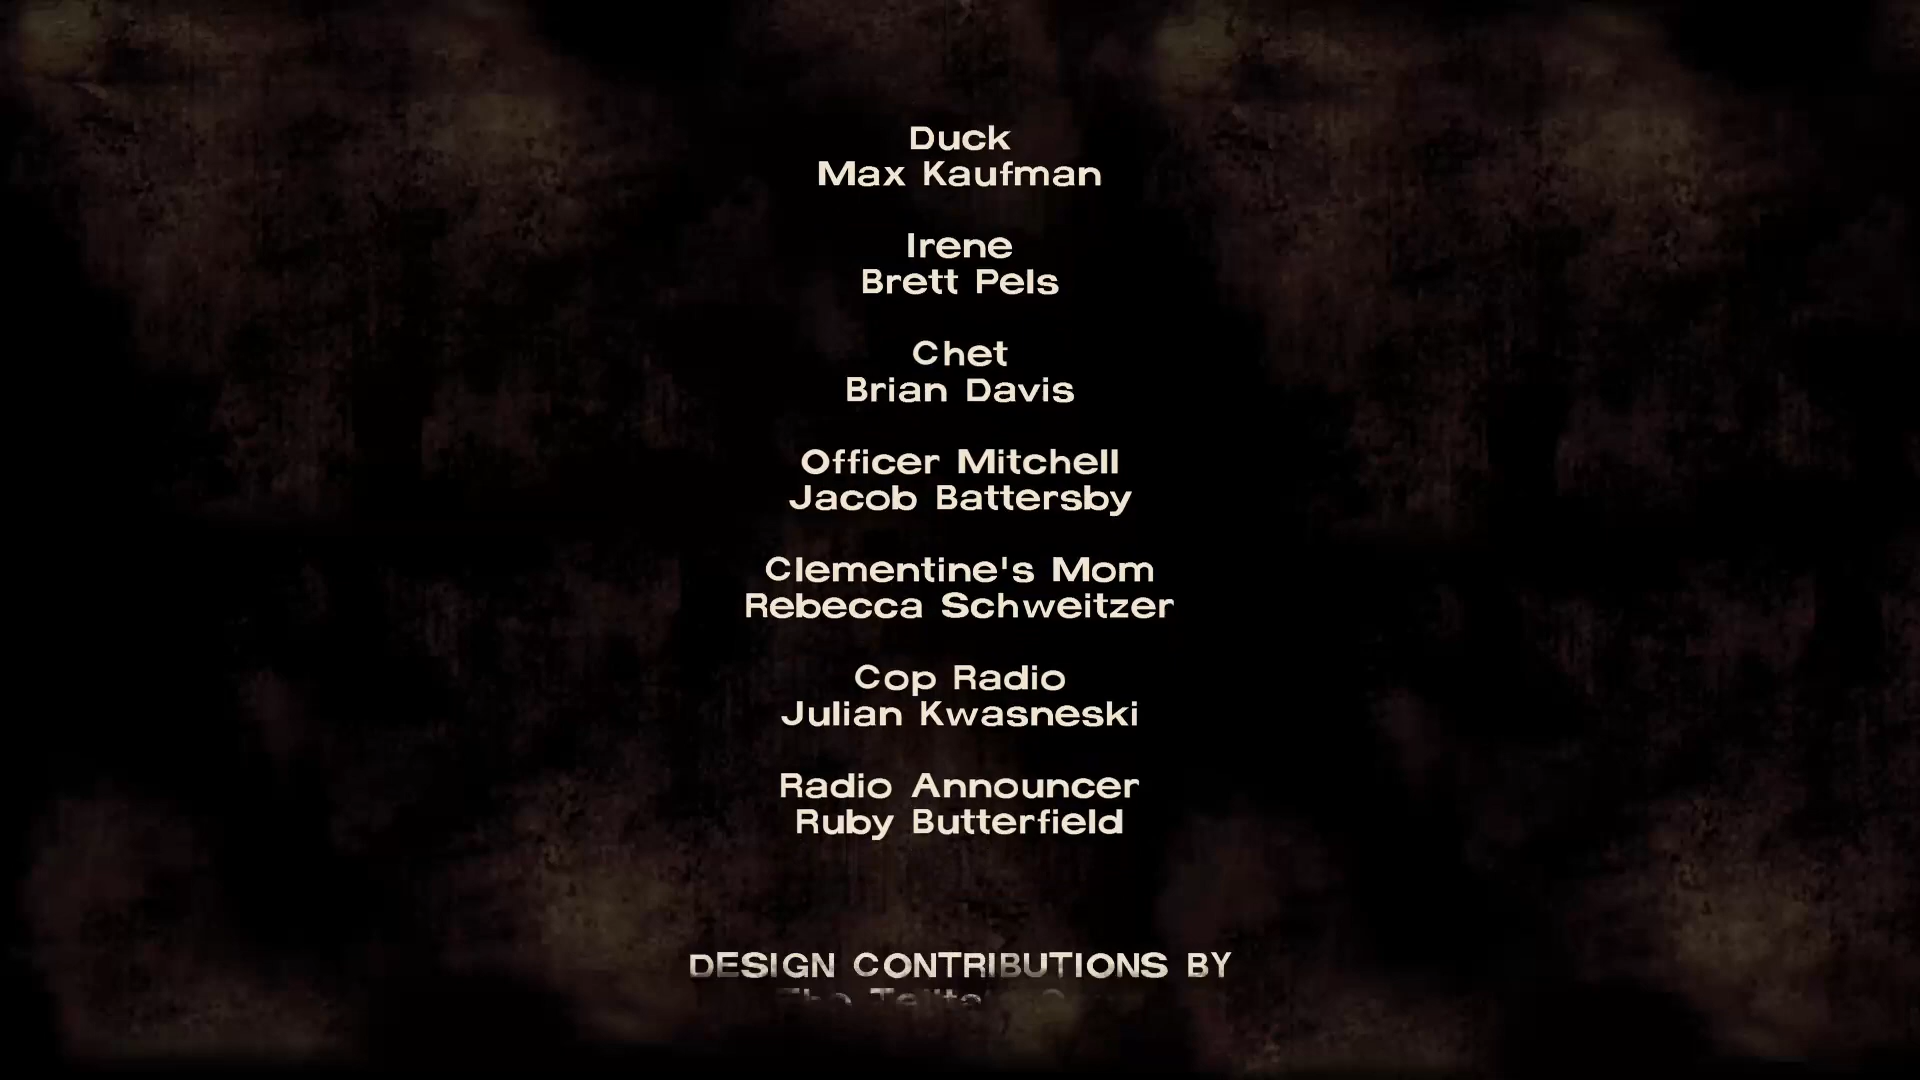 Duck
Max Kaufman
Irene
Brett Pels
Chet
Brian Davis
Officer Mitchell
Jacob Battersby
Clementine's Mom
Rebecca Schweitzer
Cop Radio
Julian Kwasneski
Radio Announcer
Ruby Butterfield
DESIGN CONTRIBUTIONS BY
The